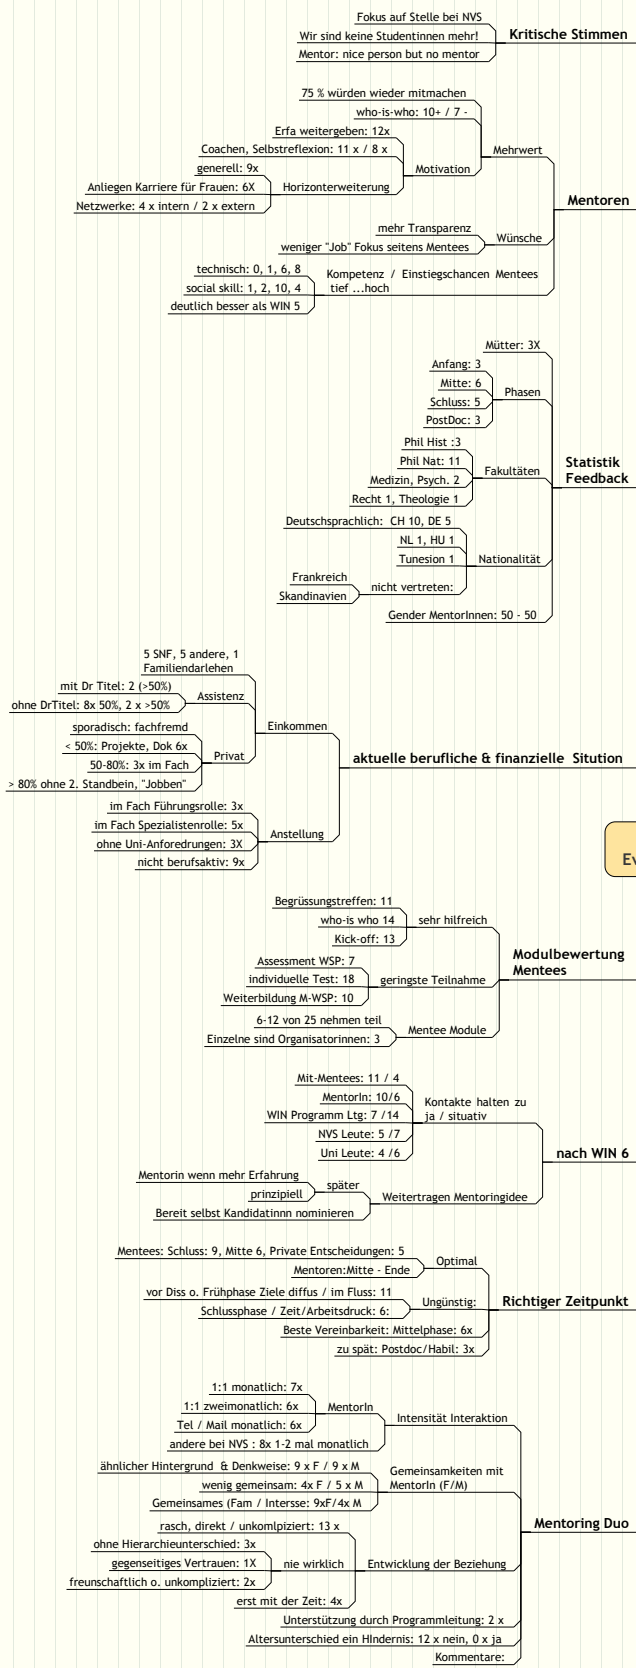 Fokus auf Stelle bei NVS
Wir sind keine Studentinnen mehr!
Mentor: nice person but no mentor
Kritische Stimmen
75 % würden wieder mitmachen
who-is-who: 10+ / 7 -
Erfa weitergeben: 12x
Coachen, Selbstreflexion: 11 x / 8 x
generell: 9x
Anliegen Karriere für Frauen: 6X
Netzwerke: 4 x intern / 2 x extern
Horizonterweiterung
Motivation
Mehrwert
mehr Transparenz
weniger "Job" Fokus seitens Mentees
Wünsche
technisch: 0, 1, 6, 8
social skill: 1, 2, 10, 4
deutlich besser als WIN 5
Kompetenz / Einstiegschancen Mentees
tief ...hoch
Mentoren
Mütter: 3X
Anfang: 3
Mitte: 6
Schluss: 5
PostDoc: 3
Phasen
Phil Hist :3
Phil Nat: 11
Medizin, Psych. 2
Recht 1, Theologie 1
Fakultäten
Deutschsprachlich: CH 10, DE 5
NL 1, HU 1
Tunesion 1
Frankreich
Skandinavien
nicht vertreten:
Nationalität
Gender MentorInnen: 50 - 50
Statistik
Feedback
5 SNF, 5 andere, 1
Familiendarlehen
mit Dr Titel: 2 (>50%)
ohne DrTitel: 8x 50%, 2 x >50%
Assistenz
sporadisch: fachfremd
< 50%: Projekte, Dok 6x
50-80%: 3x im Fach
> 80% ohne 2. Standbein, "Jobben"
Privat
Einkommen
im Fach Führungsrolle: 3x
im Fach Spezialistenrolle: 5x
ohne Uni-Anforedrungen: 3X
nicht berufsaktiv: 9x
Anstellung
aktuelle berufliche & finanzielle Sitution
Ev
Begrüssungstreffen: 11
who-is who 14
Kick-off: 13
sehr hilfreich
Assessment WSP: 7
individuelle Test: 18
Weiterbildung M-WSP: 10
geringste Teilnahme
6-12 von 25 nehmen teil
Einzelne sind Organisatorinnen: 3
Mentee Module
Modulbewertung
Mentees
Mit-Mentees: 11 / 4
MentorIn: 10/6
WIN Programm Ltg: 7 /14
NVS Leute: 5 /7
Uni Leute: 4 /6
Kontakte halten zu
ja / situativ
Mentorin wenn mehr Erfahrung
prinzipiell
später
Bereit selbst Kandidatinnn nominieren
Weitertragen Mentoringidee
nach WIN 6
Mentees: Schluss: 9, Mitte 6, Private Entscheidungen: 5
Mentoren:Mitte - Ende
Optimal
vor Diss o. Frühphase Ziele diffus / im Fluss: 11
Schlussphase / Zeit/Arbeitsdruck: 6:
Ungünstig:
Beste Vereinbarkeit: Mittelphase: 6x
zu spät: Postdoc/Habil: 3x
Richtiger Zeitpunkt
1:1 monatlich: 7x
1:1 zweimonatlich: 6x
Tel / Mail monatlich: 6x
MentorIn
andere bei NVS : 8x 1-2 mal monatlich
Intensität Interaktion
ähnlicher Hintergrund & Denkweise: 9 x F / 9 x M
wenig gemeinsam: 4x F / 5 x M
Gemeinsames (Fam / Intersse: 9xF/4x M
Gemeinsamkeiten mit
MentorIn (F/M)
rasch, direkt / unkomlpiziert: 13 x
ohne Hierarchieunterschied: 3x
gegenseitiges Vertrauen: 1X
freunschaftlich o. unkompliziert: 2x
nie wirklich
erst mit der Zeit: 4x
Entwicklung der Beziehung
Unterstützung durch Programmleitung: 2 x
Altersunterschied ein HIndernis: 12 x nein, 0 x ja
Kommentare:
Mentoring Duo